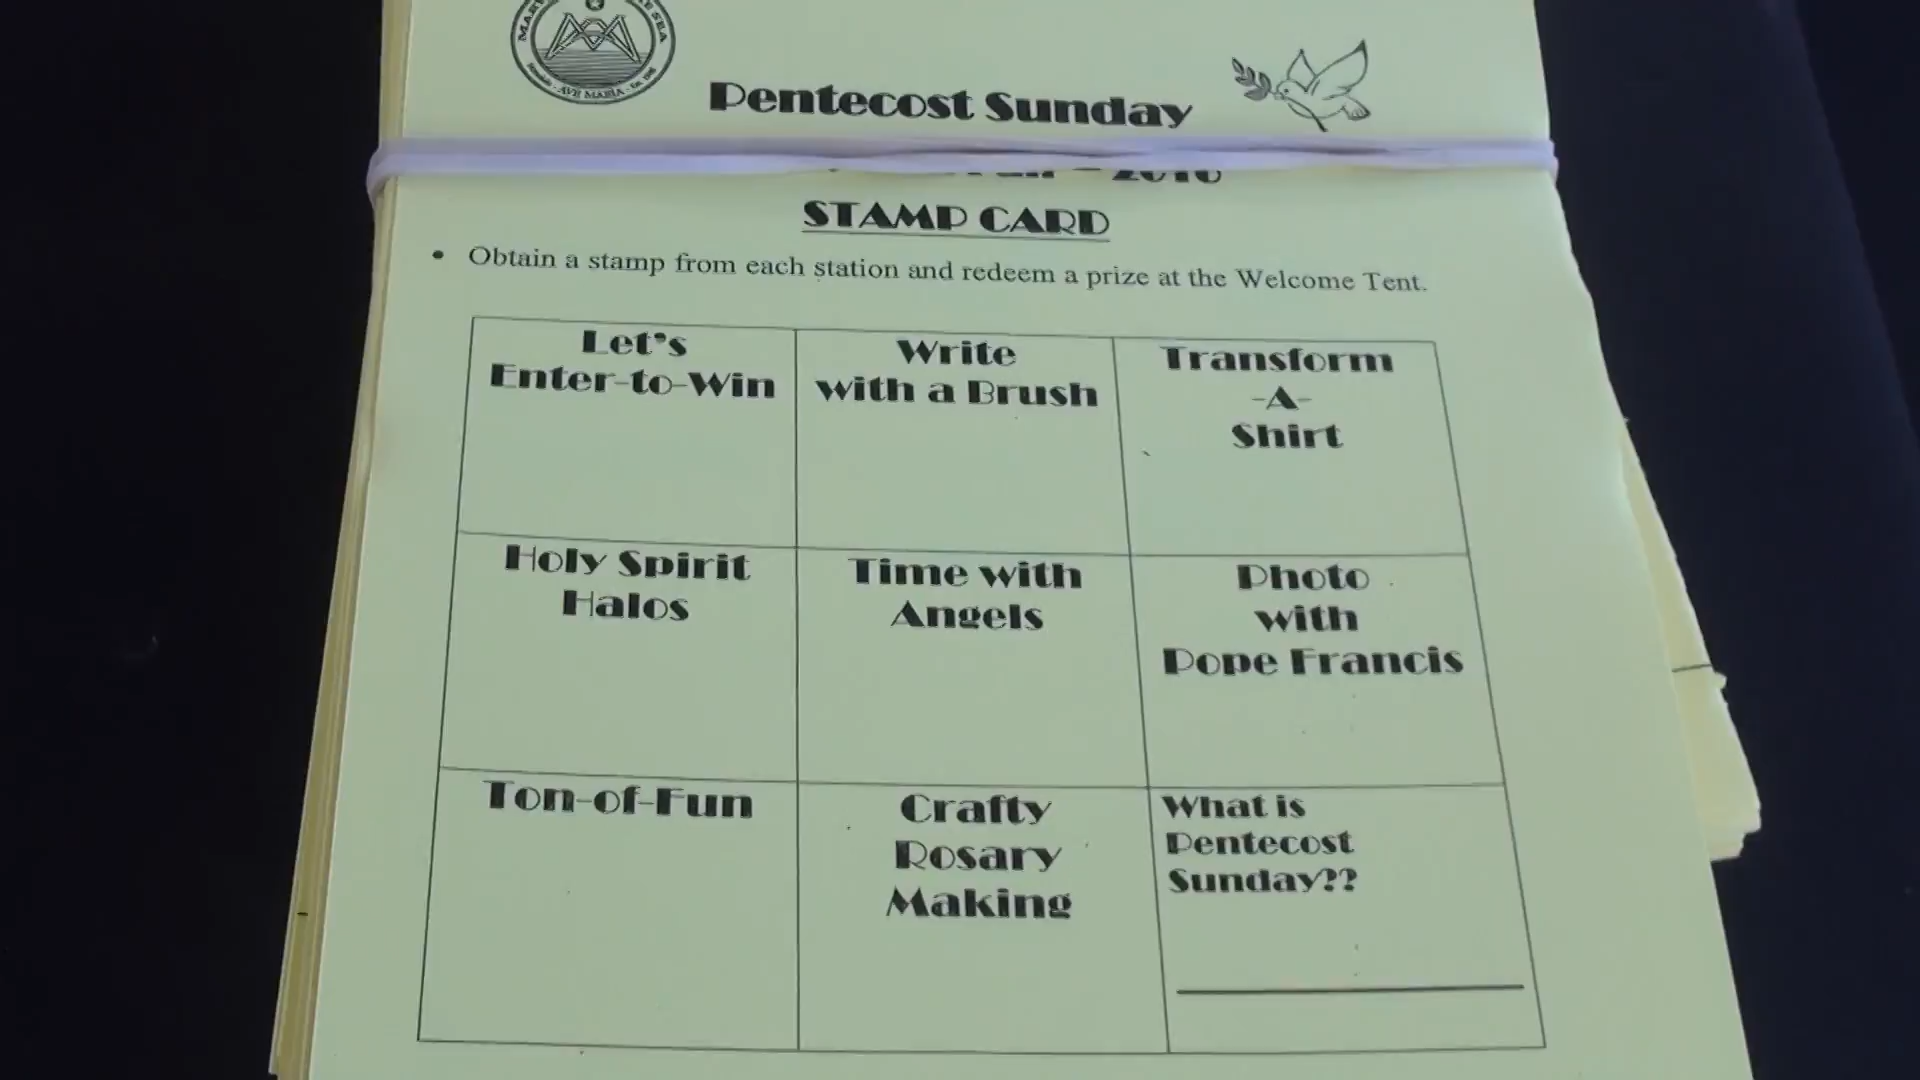 AVE MARIA
Pentecost Sunday
STAMP CARD
• Obtain a stamp from each station and redeem a prize at the Welcome Tent.
Let's
Enter-to-Win
Write
with a Brush
Transform
-A-
Shirt
Holy Spirit
Halos
Time with
Angels
Photo
with
Pope Francis
Ton-of-Fun
Crafty
Rosary
Making
What is
Pentecost
Sunday??